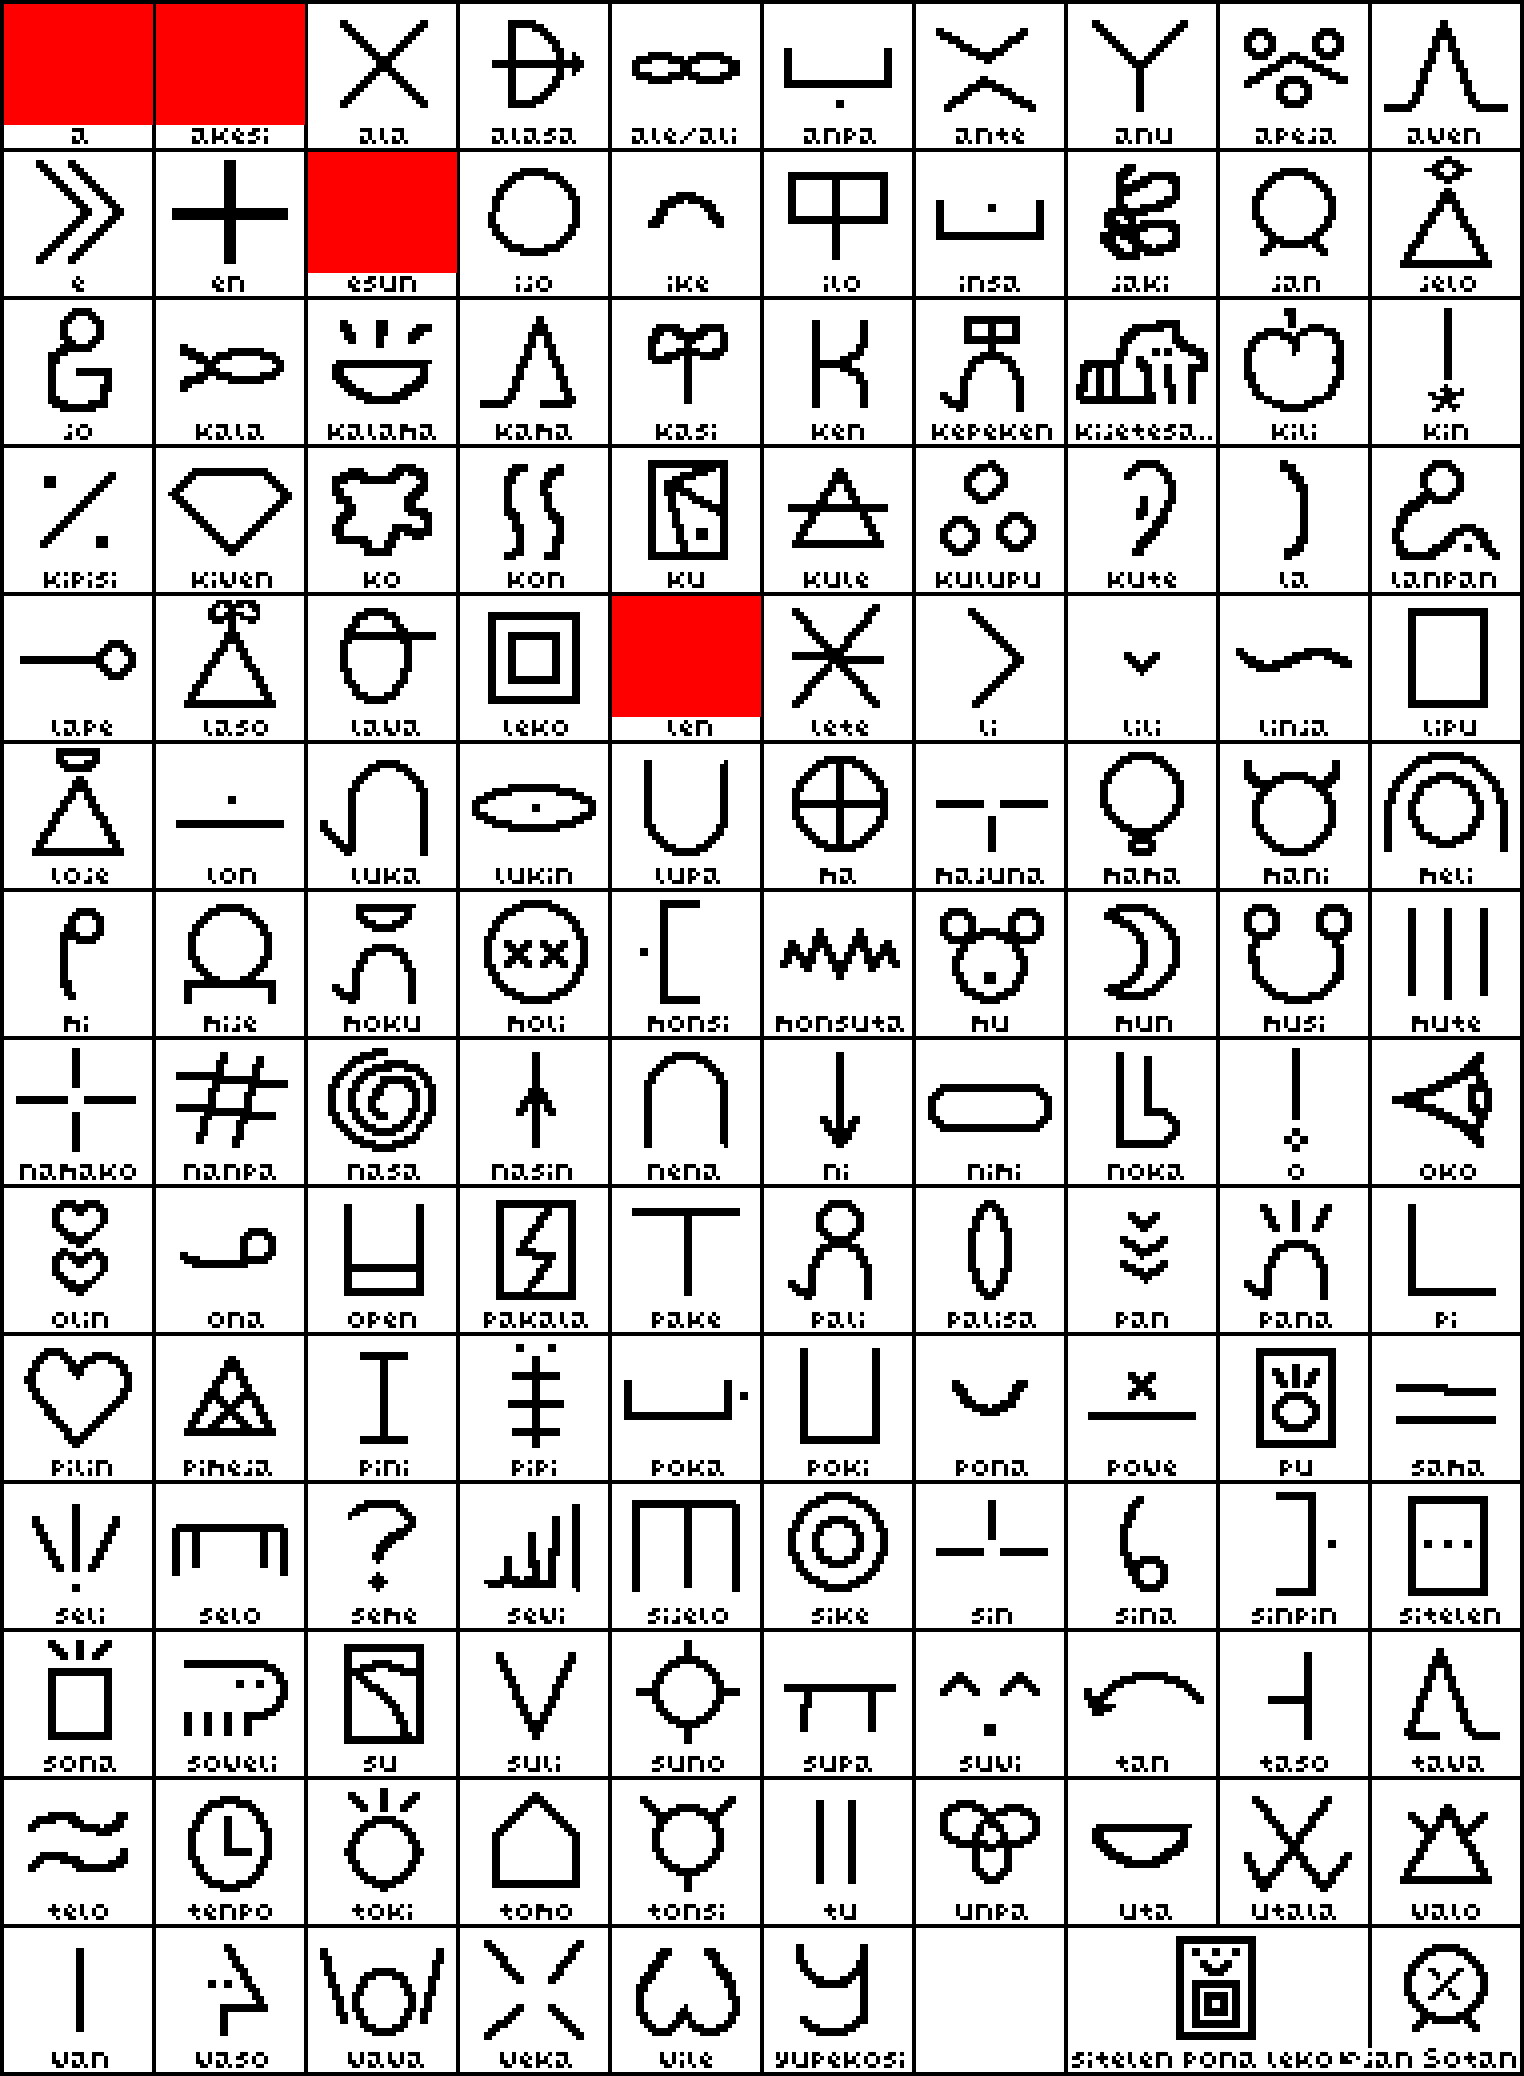 a akesi ala alasa ale/ali anpa ante anu apeja awen
e en esun ijo ike ilo insa jaki jan jelo
jo kala kalama kama kasi ken kepeken kijetesa.. kili kin
kipisi kiwen ko kon ku kule kulupu kute la lanpan
lape laso lawa leko len lete li lili linja lipu
loje lon luka lukin lupa ma majuna mama mani meli
mi mije moku moli monsi monsuta mu mun musi mute
namako nanpa nasa nasin nena ni nimi noka o oko
olin ona open pakala pake pali palisa pan pana pi
pilin pimeja pini pipi poka poki pona powe pu sama
seli selo seme sewi sijelo sike sin sina sinpin sitelen
sona soweli su suli suno supa suwi tan taso tawa
telo tenpo toki tomo tonsi tu unpa uta utala walo
wan waso wawa weka wile yupekosi sitelen pona leko jan Sotan